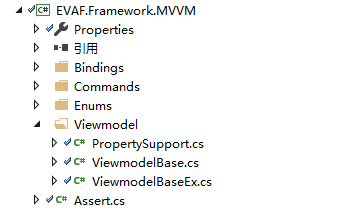 EVAF.Framework.MVVM
Properties
引用
Bindings
Commands
Enums
Viewmodel
PropertySupport.cs
ViewmodelBase.cs
ViewmodelBaseEx.cs
Assert.cs